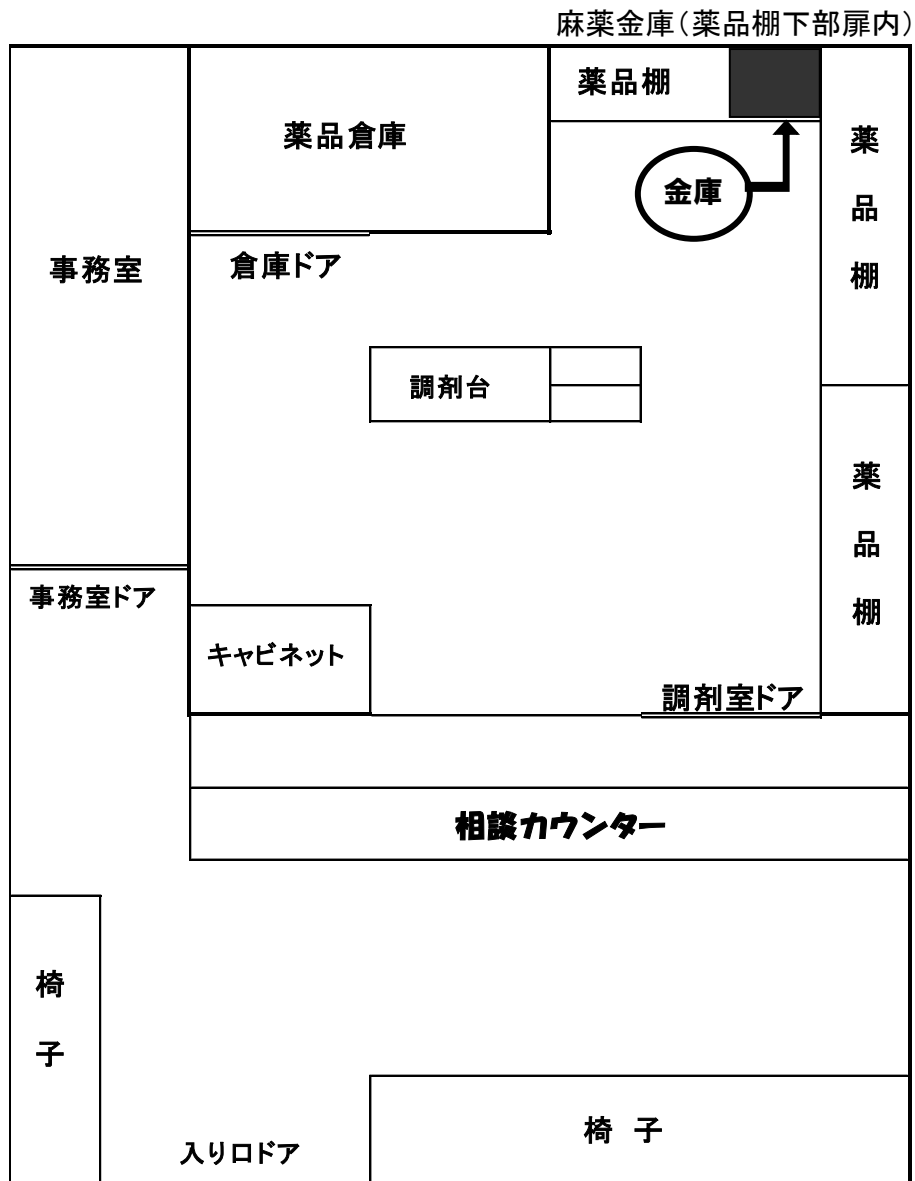 麻薬金庫（薬品棚下部扉内）
薬品棚
薬品倉庫
薬品棚
金庫
事務室
倉庫ドア
調剤台
薬品棚
事務室ドア
キャビネット
調剤室ドア
相談カウンター
椅子
椅 子
入り口ドア